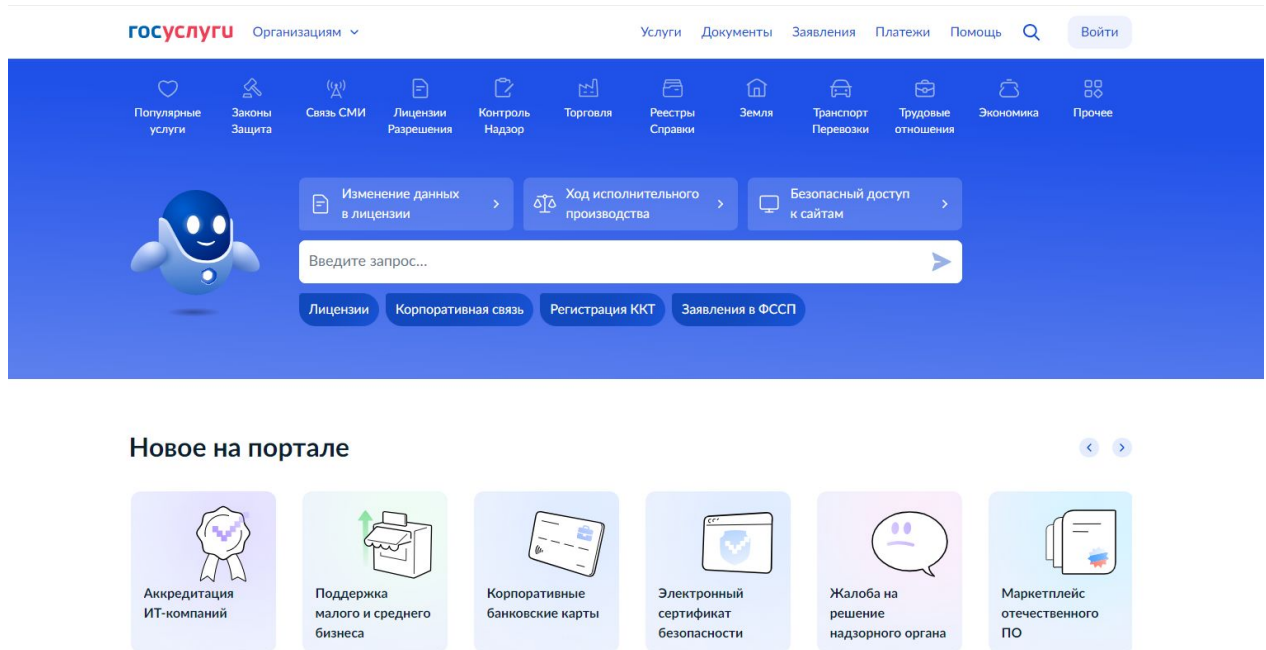 госуслуги Организациям Услуги Документы Заявления Платежи Помощь Войти
Популярные услуги
Законы Защита
Связь СМИ
Лицензии Разрешения
Контроль Надзор
Торговля
Реестры Справки
Земля
Транспорт Перевозки
Трудовые отношения
Экономика
Прочее
Изменение данных
в лицензии
Ход исполнительного
производства
Безопасный доступ
к сайтам
Введите запрос...
Лицензии Корпоративная связь Регистрация ККТ Заявления в ФССП
Новое на портале
Аккредитация
ИТ-компаний
Поддержка
малого и среднего
бизнеса
Корпоративные
банковские карты
Электронный
сертификат
безопасности
Жалоба на
решение
надзорного органа
Маркетплейс
отечественного
ПО